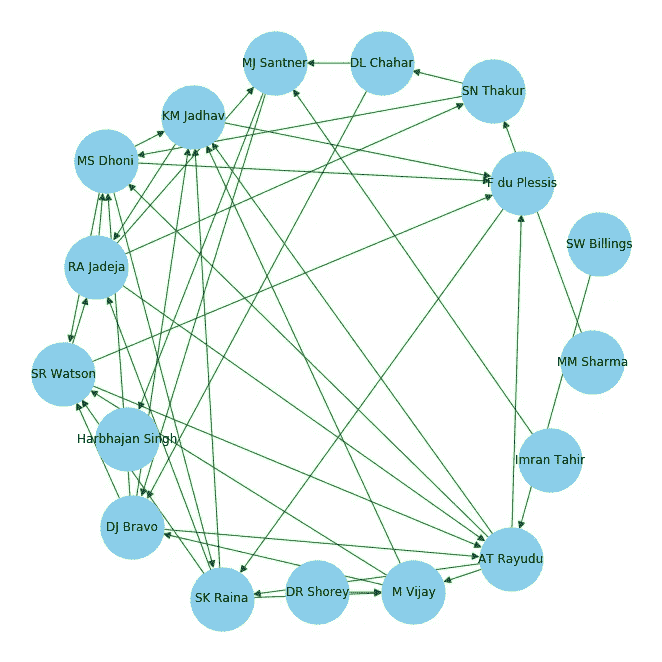 MJ Santner
DL Chahar
SN Thakur
KM Jadhav
MS Dhoni
F du Plessis
SW Billings
RA Jadeja
MM Sharma
SR Watson
Harbhajan Singh
Imran Tahir
DJ Bravo
AT Rayudu
SK Raina
DR Shorey
M Vijay